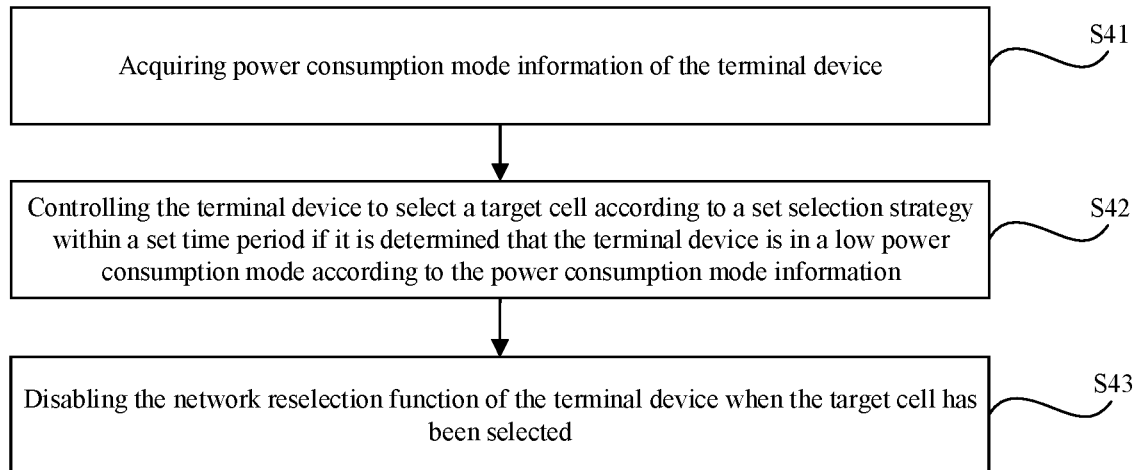 Acquiring power consumption mode information of the terminal device
S41
Controlling the terminal device to select a target cell according to a set selection strategy
within a set time period if it is determined that the terminal device is in a low power
consumption mode according to the power consumption mode information
S42
Disabling the network reselection function of the terminal device when the target cell has
been selected
S43